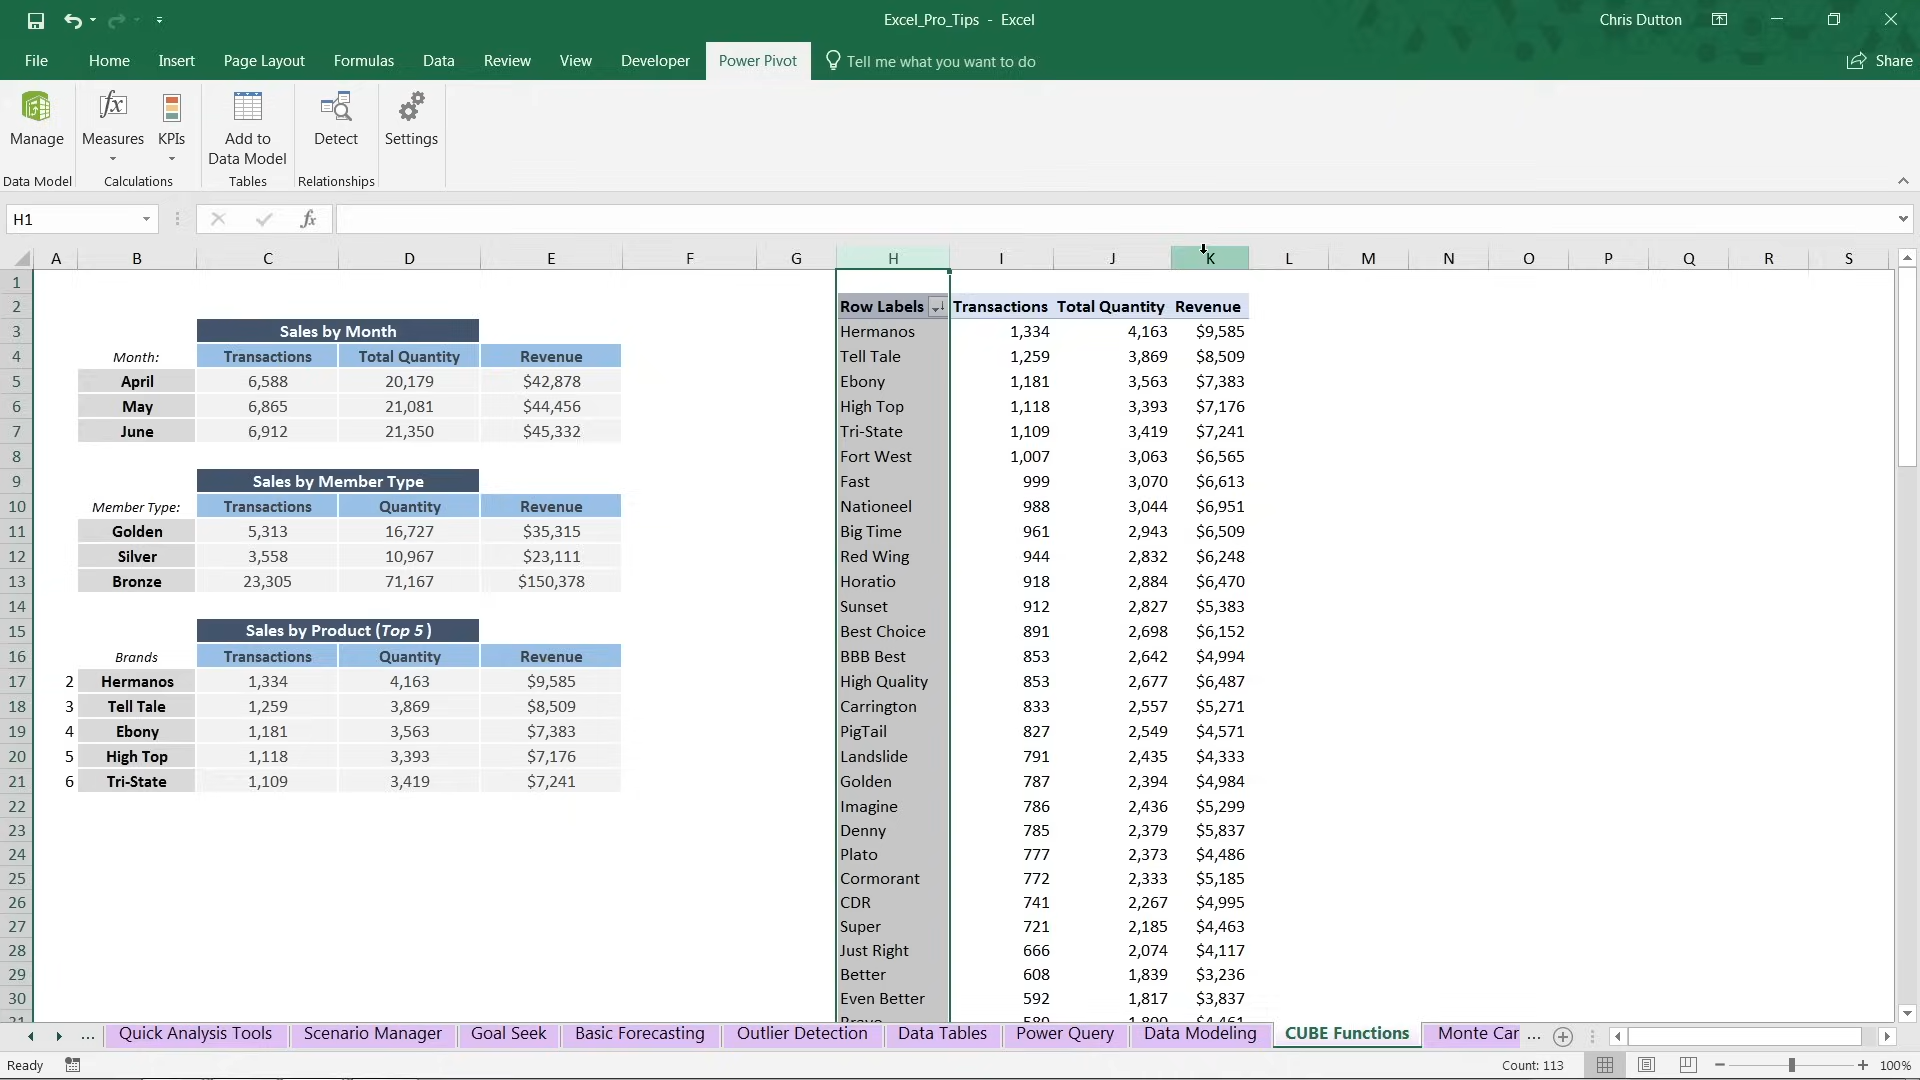 Excel_Pro_Tips - Excel
Chris Dutton
File Home Insert Page Layout Formulas Data Review View Developer Power Pivot Tell me what you want to do
Share
Manage Measures KPIs Add to Data Model Detect Settings
Data Model Calculations Tables Relationships
H1 fx
A B C D E F G H I J K L M N O P Q R S
1
2 Row Labels Transactions Total Quantity Revenue
3 Sales by Month Hermanos 1,334 4,163 $9,585
4 Month: Transactions Total Quantity Revenue Tell Tale 1,259 3,869 $8,509
5 April 6,588 20,179 $42,878 Ebony 1,181 3,563 $7,383
6 May 6,865 21,081 $44,456 High Top 1,118 3,393 $7,176
7 June 6,912 21,350 $45,332 Tri-State 1,109 3,419 $7,241
8 Fort West 1,007 3,063 $6,565
9 Sales by Member Type Fast 999 3,070 $6,613
10 Member Type: Transactions Quantity Revenue Nationeel 988 3,044 $6,951
11 Golden 5,313 16,727 $35,315 Big Time 961 2,943 $6,509
12 Silver 3,558 10,967 $23,111 Red Wing 944 2,832 $6,248
13 Bronze 23,305 71,167 $150,378 Horatio 918 2,884 $6,470
14 Sunset 912 2,827 $5,383
15 Sales by Product (Top 5 ) Best Choice 891 2,698 $6,152
16 Brands Transactions Quantity Revenue BBB Best 853 2,642 $4,994
17 2 Hermanos 1,334 4,163 $9,585 High Quality 853 2,677 $6,487
18 3 Tell Tale 1,259 3,869 $8,509 Carrington 833 2,557 $5,271
19 4 Ebony 1,181 3,563 $7,383 PigTail 827 2,549 $4,571
20 5 High Top 1,118 3,393 $7,176 Landslide 791 2,435 $4,333
21 6 Tri-State 1,109 3,419 $7,241 Golden 787 2,394 $4,984
22 Imagine 786 2,436 $5,299
23 Denny 785 2,379 $5,837
24 Plato 777 2,373 $4,486
25 Cormorant 772 2,333 $5,185
26 CDR 741 2,267 $4,995
27 Super 721 2,185 $4,463
28 Just Right 666 2,074 $4,117
29 Better 608 1,839 $3,236
30 Even Better 592 1,817 $3,837
... Quick Analysis Tools Scenario Manager Goal Seek Basic Forecasting Outlier Detection Data Tables Power Query Data Modeling CUBE Functions Monte Car ...
Ready Count: 113 100%